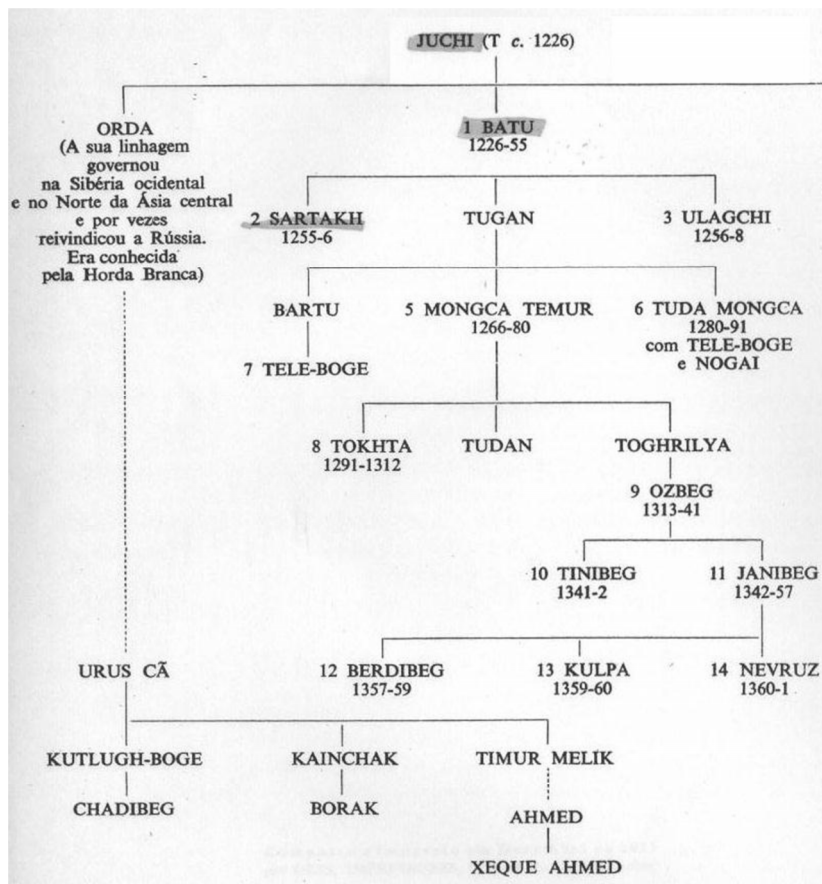 JUCHI (T c. 1226)
ORDA
(A sua linhagem
governou
na Sibéria ocidental
e no Norte da Ásia central
e por vezes
reivindicou a Rússia.
Era conhecida
pela Horda Branca)
1 BATU
1226-55
2 SARTAKH
1255-6
TUGAN
3 ULAGCHI
1256-8
BARTU
5 MONGCA TEMUR
1266-80
6 TUDA MONGCA
1280-91
com TELE-BOGE
e NOGAI
7 TELE-BOGE
8 TOKHTA
1291-1312
TUDAN
TOGHRILYA
9 OZBEG
1313-41
10 TINIBEG
1341-2
11 JANIBEG
1342-57
URUS CÃ
12 BERDIBEG
1357-59
13 KULPA
1359-60
14 NEVRUZ
1360-1
KUTLUGH-BOGE
KAINCHAK
TIMUR MELIK
CHADIBEG
BORAK
AHMED
XEQUE AHMED